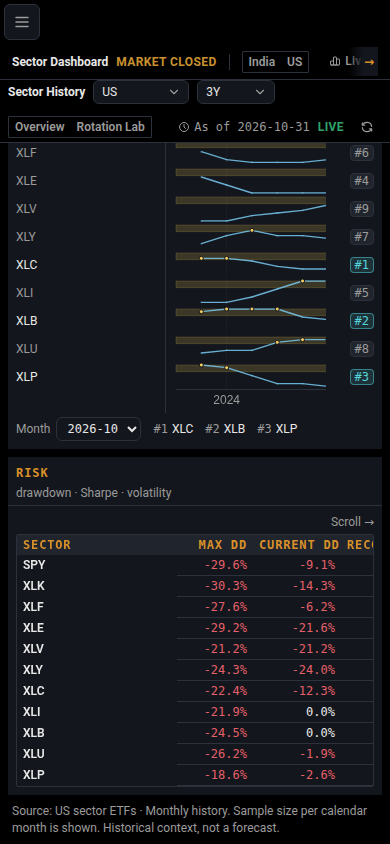 Sector Dashboard MARKET CLOSED India US Liv →
Sector History US 3Y
Overview Rotation Lab As of 2026-10-31 LIVE
XLF #6
XLE #4
XLV #9
XLY #7
XLC #1
XLI #5
XLB #2
XLU #8
XLP #3
2024
Month 2026-10 #1 XLC #2 XLB #3 XLP
RISK
drawdown · Sharpe · volatility
Scroll →
SECTOR MAX DD CURRENT DD RECO
SPY -29.6% -9.1%
XLK -30.3% -14.3%
XLF -27.6% -6.2%
XLE -29.2% -21.6%
XLV -21.2% -21.2%
XLY -24.3% -24.0%
XLC -22.4% -12.3%
XLI -21.9% 0.0%
XLB -24.5% 0.0%
XLU -26.2% -1.9%
XLP -18.6% -2.6%
Source: US sector ETFs · Monthly history. Sample size per calendar
month is shown. Historical context, not a forecast.